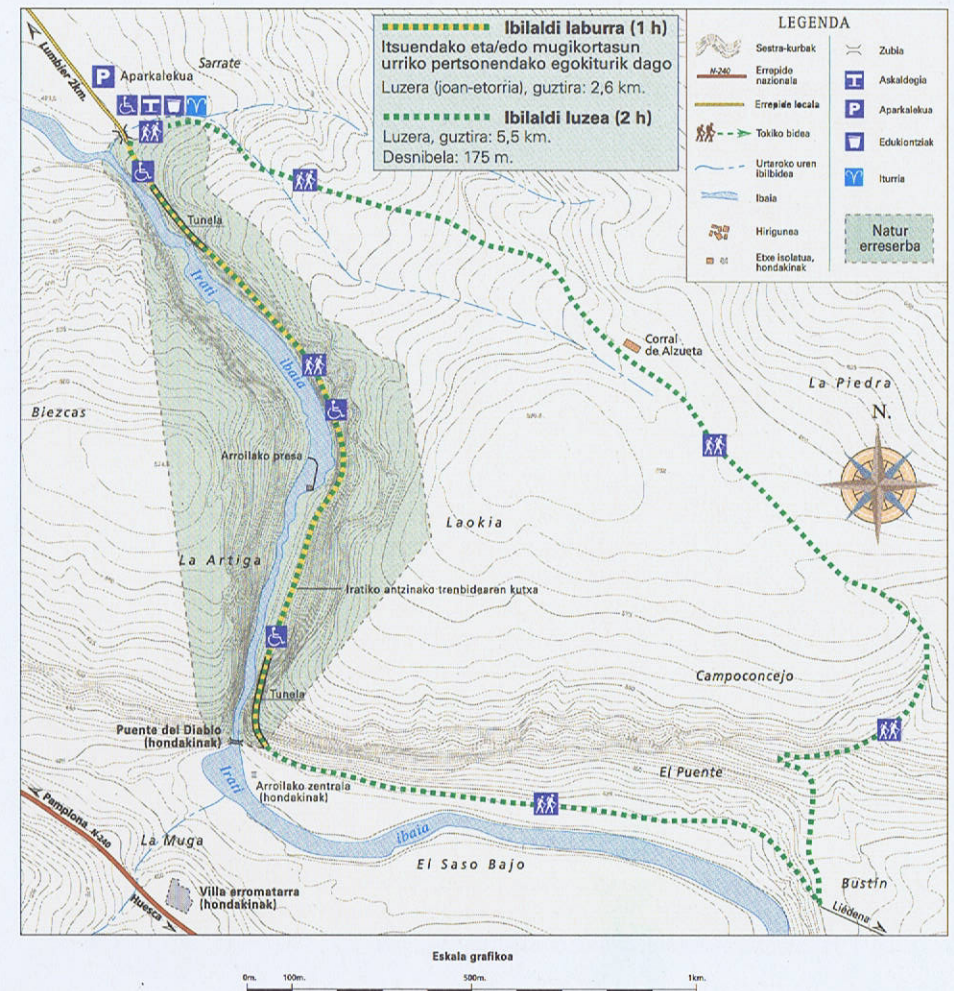 Ibilaldi laburra (1 h)
Itsuendako eta/edo mugikortasun
urriko pertsonendako egokiturik dago
Luzera (joan-etorria), guztira: 2,6 km.
Ibilaldi luzea (2 h)
Luzera, guztira: 5,5 km.
Desnibela: 175 m.
LEGENDA
Sestra-kurbak
N-240
Errepide
nazionala
Errepide lecala
Tokiko bidea
Urtaroko uren
ibilbidea
Ibaia
Hirigunea
Etxe isolatua,
hondakinak
Zubia
Askaldegia
P
Aparkalekua
Edukiontziak
Iturria
Natur
erreserba
Lumbier 2km.
P
Aparkalekua
Sarrate
Tunela
Irati
ibaia
Corral
de Alzueta
La Piedra
N.
Biezcas
Arroilako presa
Laokia
La Artiga
Iratiko antzinako trenbidearen kutxa
Campoconcejo
Tunela
Puente del Diablo
(hondakinak)
El Puente
Irati
Arroilako zentrala
(hondakinak)
ibaia
Pamplona N-240
La Muga
El Saso Bajo
Bustín
Liédena
Villa erromatarra
(hondakinak)
Huesca
Eskala grafikoa
0m. 100m. 500m. 1km.